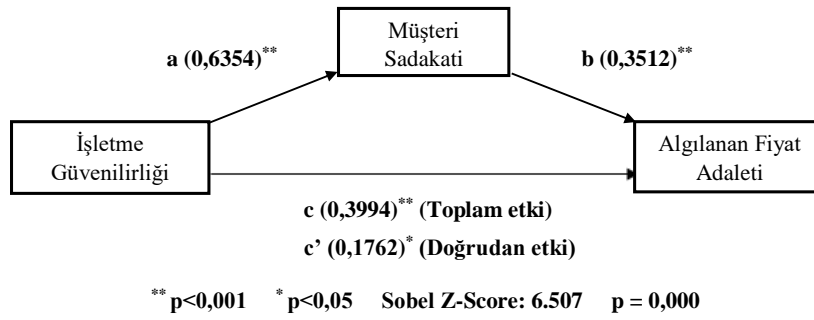 Müşteri
Sadakati
a (0,6354)**
b (0,3512)**
İşletme
Güvenilirliği
Algılanan Fiyat
Adaleti
c (0,3994)** (Toplam etki)
c’ (0,1762)* (Doğrudan etki)
** p<0,001 * p<0,05 Sobel Z-Score: 6.507 p = 0,000